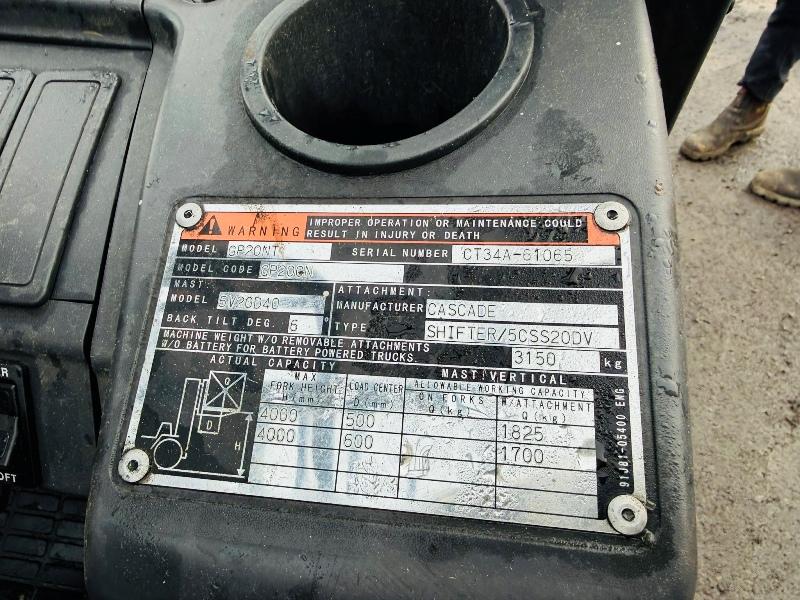 WARNING
IMPROPER OPERATION OR MAINTENANCE COULD
RESULT IN INJURY OR DEATH
MODEL GP20NT SERIAL NUMBER CT34A-61065
MODEL CODE GP20CN
MAST: ATTACHMENT:
MODEL 5V20D40 MANUFACTURER CASCADE
BACK TILT DEG. 6 ° TYPE SHIFTER/5CSS20DV
MACHINE WEIGHT W/O REMOVABLE ATTACHMENTS
W/O BATTERY FOR BATTERY POWERED TRUCKS 3150 kg
ACTUAL CAPACITY MAST VERTICAL
MAX
FORK HEIGHT
H(mm)
LOAD CENTER
D(mm)
ALLOWABLE WORKING CAPACITY
ON FORKS
Q(kg)
W/ATTACHMENT
Q(kg)
4000 500 1825
4000 600 1700
Q
D
H
91J81-05400 ENG